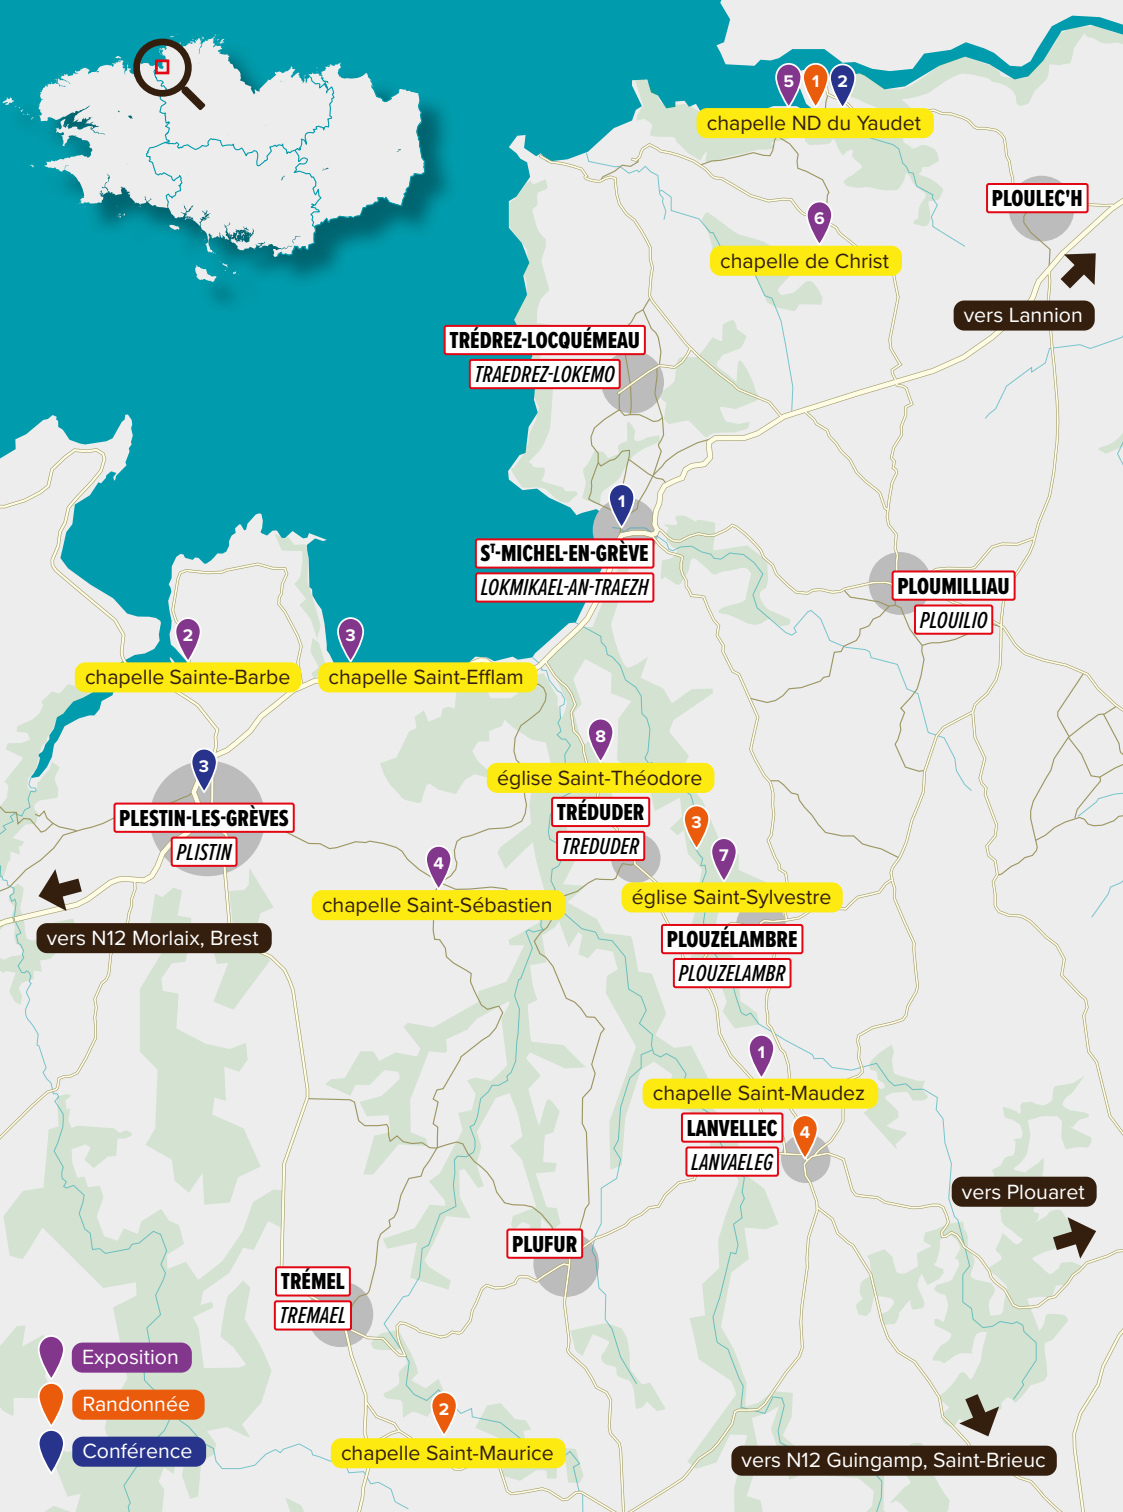 5 1 2
chapelle ND du Yaudet
PLOULEC'H
6
chapelle de Christ
vers Lannion
TRÉDREZ-LOCQUÉMEAU
TRAEDREZ-LOKEMO
1
ST-MICHEL-EN-GRÈVE
LOKMIKAEL-AN-TRAEZH
PLOUMILLIAU
PLOUILIO
2
chapelle Sainte-Barbe
3
chapelle Saint-Efflam
8
église Saint-Théodore
TRÉDUDER
TREDUDER
3
PLESTIN-LES-GRÈVES
PLISTIN
3
7
église Saint-Sylvestre
4
chapelle Saint-Sébastien
vers N12 Morlaix, Brest
PLOUZÉLAMBRE
PLOUZELAMBR
1
chapelle Saint-Maudez
LANVELLEC
LANVAELEG
4
vers Plouaret
PLUFUR
TRÉMEL
TREMAEL
2
chapelle Saint-Maurice
vers N12 Guingamp, Saint-Brieuc
Exposition
Randonnée
Conférence